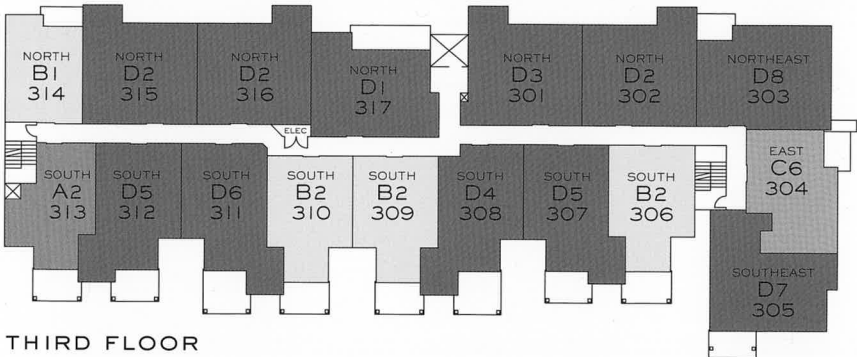 NORTH
B1
314
NORTH
D2
315
NORTH
D2
316
NORTH
D1
317
NORTH
D3
301
NORTH
D2
302
NORTHEAST
D8
303
ELEC
SOUTH
A2
313
SOUTH
D5
312
SOUTH
D6
311
SOUTH
B2
310
SOUTH
B2
309
SOUTH
D4
308
SOUTH
D5
307
SOUTH
B2
306
EAST
C6
304
SOUTHEAST
D7
305
THIRD FLOOR